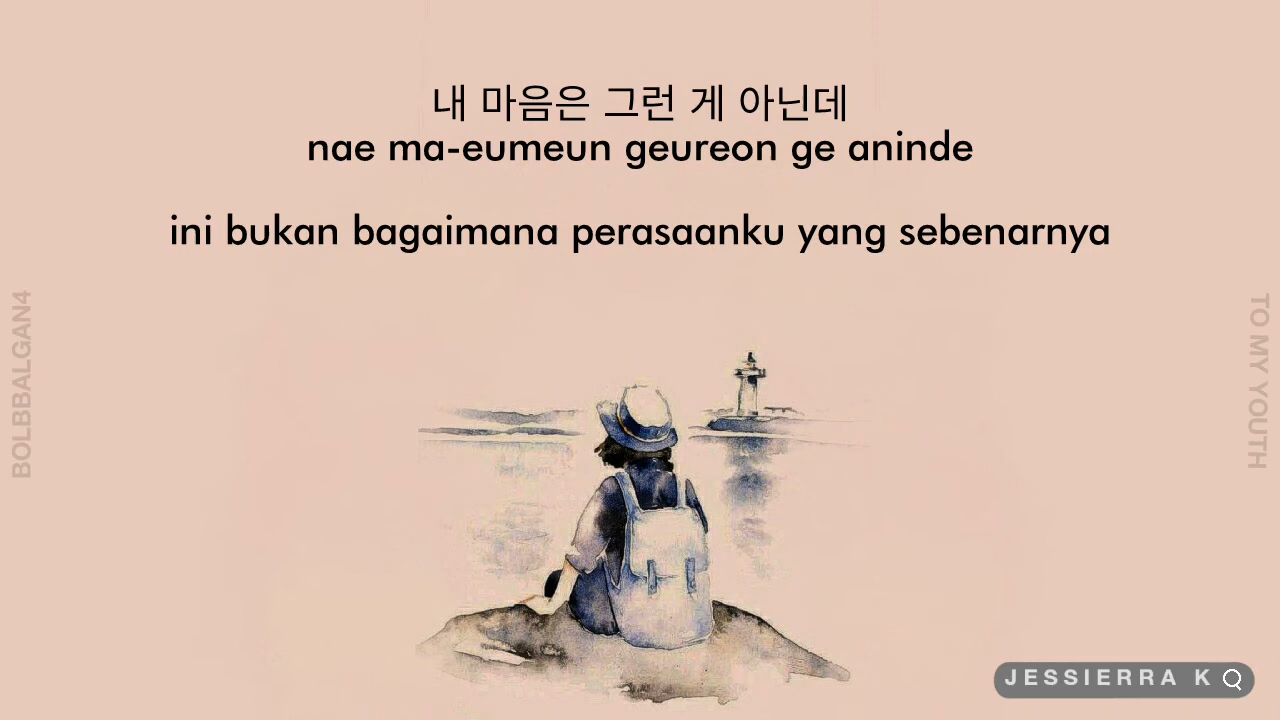 내 마음은 그런 게 아닌데
nae ma-eumeun geureon ge aninde
ini bukan bagaimana perasaanku yang sebenarnya
BOLBBALGAN4
TO MY YOUTH
JESSIERRA K